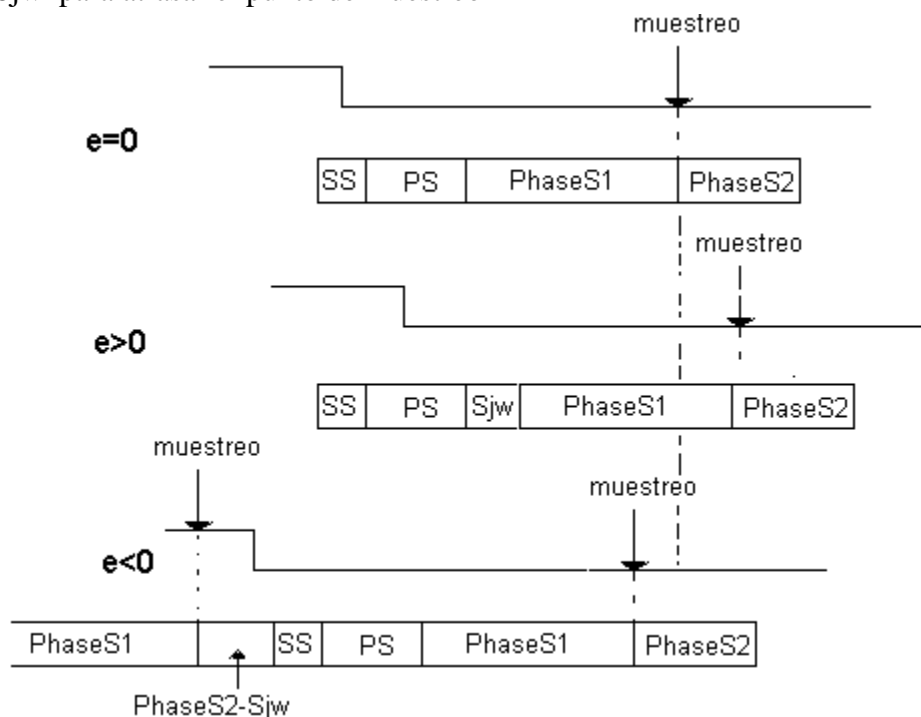 Sjw para atrasar el punto de muestreo
muestreo
e=0
SS PS PhaseS1 PhaseS2
muestreo
e>0
SS PS Sjw PhaseS1 PhaseS2
muestreo
muestreo
e<0
PhaseS1 SS PS PhaseS1 PhaseS2
PhaseS2-Sjw